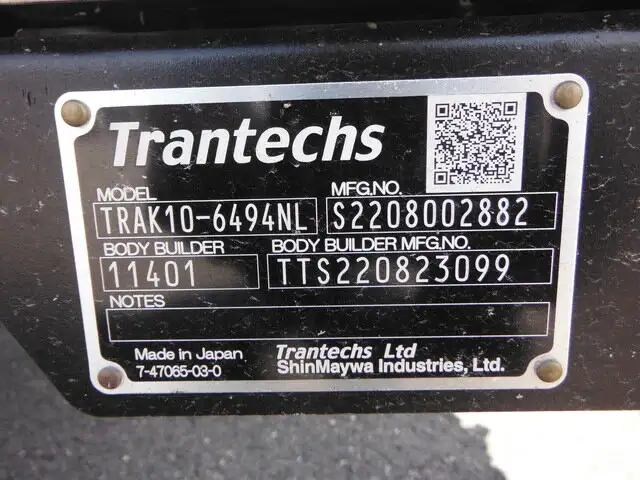 Trantechs
MODEL MFG.NO.
TRAK10-6494NL S2208002882
BODY BUILDER BODY BUILDER MFG.NO.
11401 TTS220823099
NOTES
Made in Japan Trantechs Ltd
7-47065-03-0 ShinMaywa Industries, Ltd.